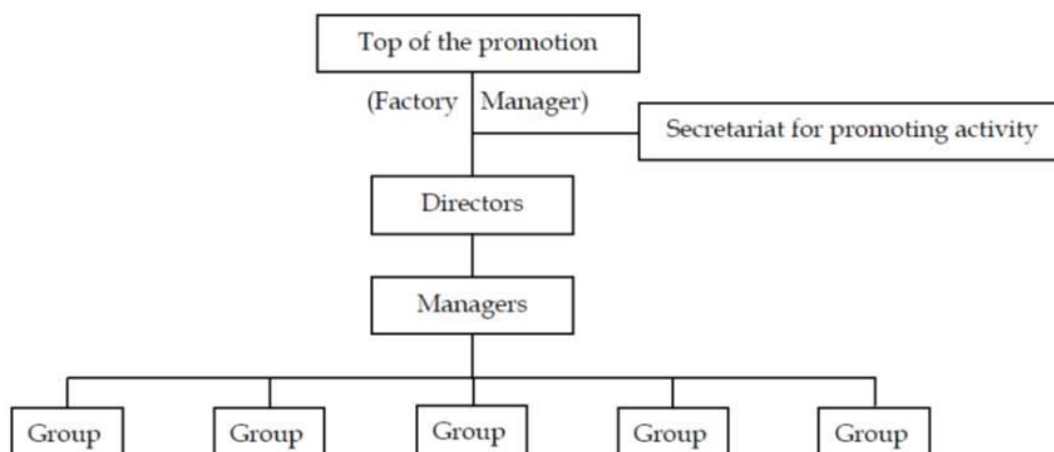 Top of the promotion
(Factory Manager)
Secretariat for promoting activity
Directors
Managers
Group
Group
Group
Group
Group